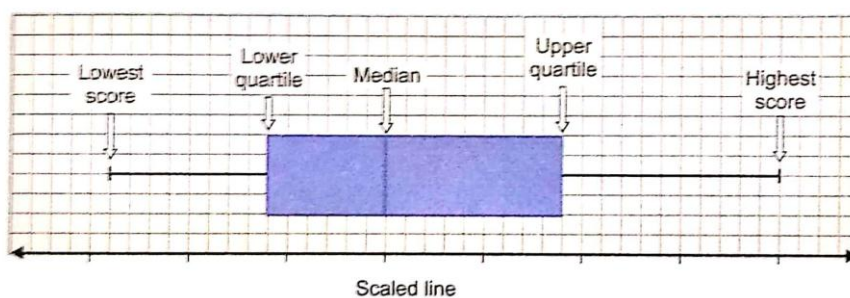 Lowest
score
Lower
quartile
Median
Upper
quartile
Highest
score
Scaled line